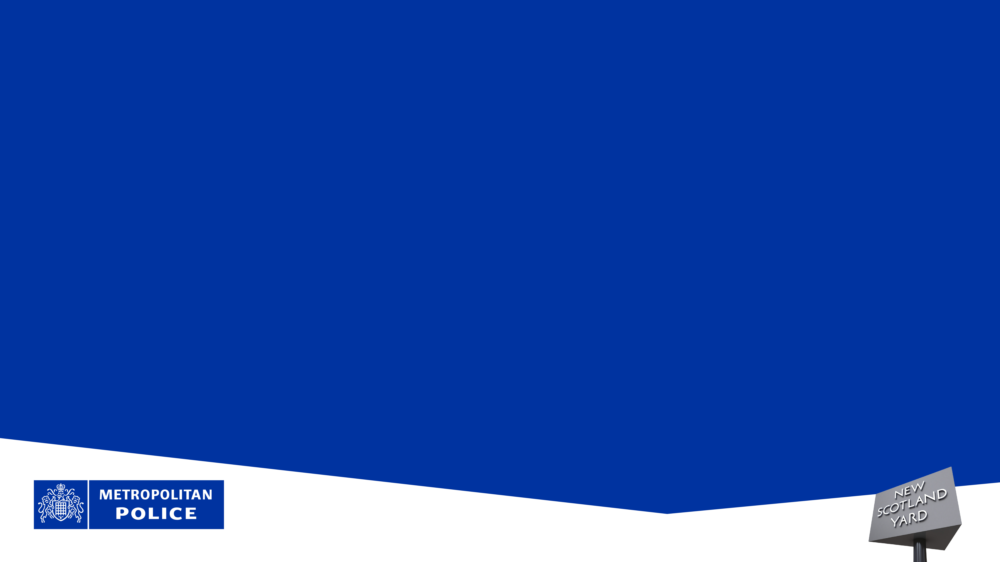 METROPOLITAN
POLICE
NEW
SCOTLAND
YARD